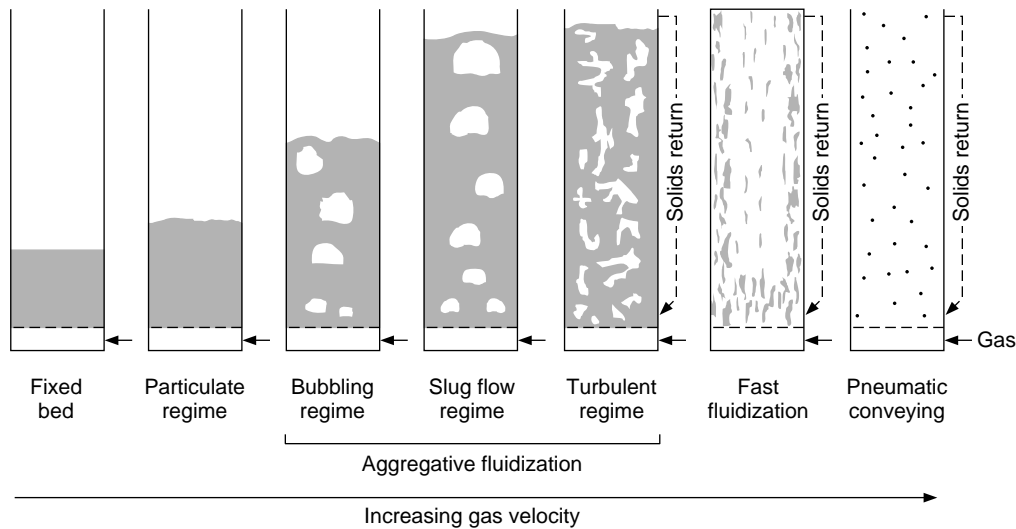 Solids return
Solids return
Solids return
Gas
Fixed
bed
Particulate
regime
Bubbling
regime
Slug flow
regime
Turbulent
regime
Fast
fluidization
Pneumatic
conveying
Aggregative fluidization
Increasing gas velocity